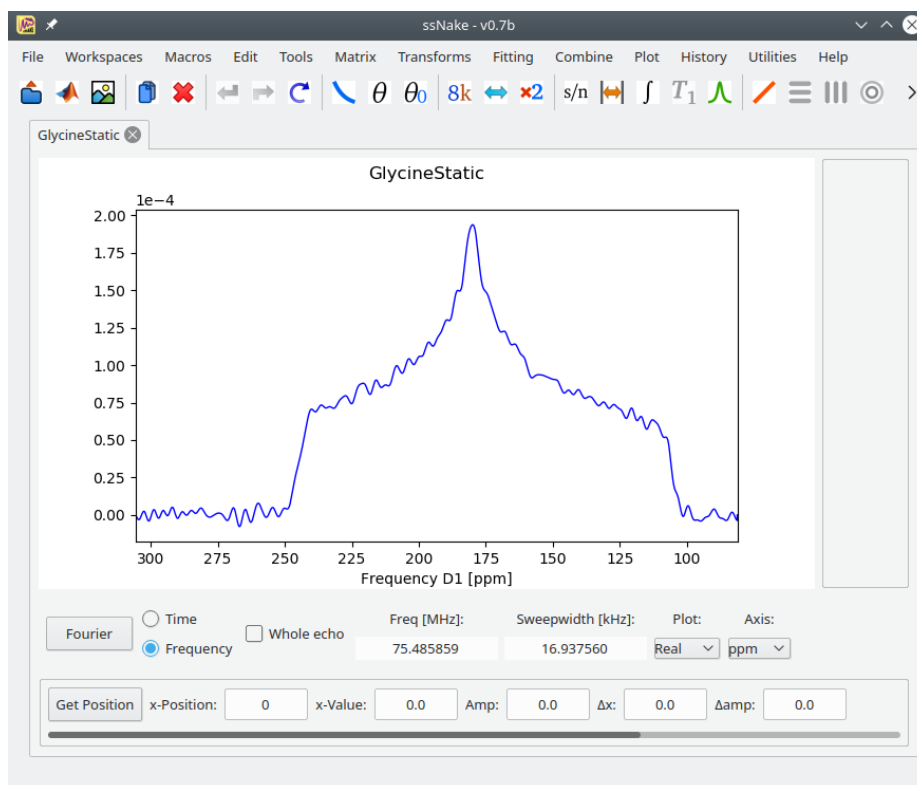 ssNake - v0.7b
File Workspaces Macros Edit Tools Matrix Transforms Fitting Combine Plot History Utilities Help
θ θ0 8k ×2 s/n ∫ T1
GlycineStatic
GlycineStatic
1e−4
2.00
1.75
1.50
1.25
1.00
0.75
0.50
0.25
0.00
300 275 250 225 200 175 150 125 100
Frequency D1 [ppm]
Time Freq [MHz]: Sweepwidth [kHz]: Plot: Axis:
Fourier Whole echo
Frequency 75.485859 16.937560 Real ppm
Get Position x-Position: 0 x-Value: 0.0 Amp: 0.0 Δx: 0.0 Δamp: 0.0